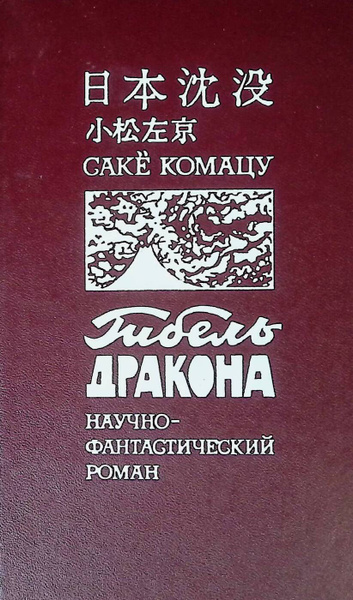 日本沈没
小松左京
САКЁ КОМАЦУ
Гибель
ДРАКОНА
НАУЧНО-
ФАНТАСТИЧЕСКИЙ
РОМАН